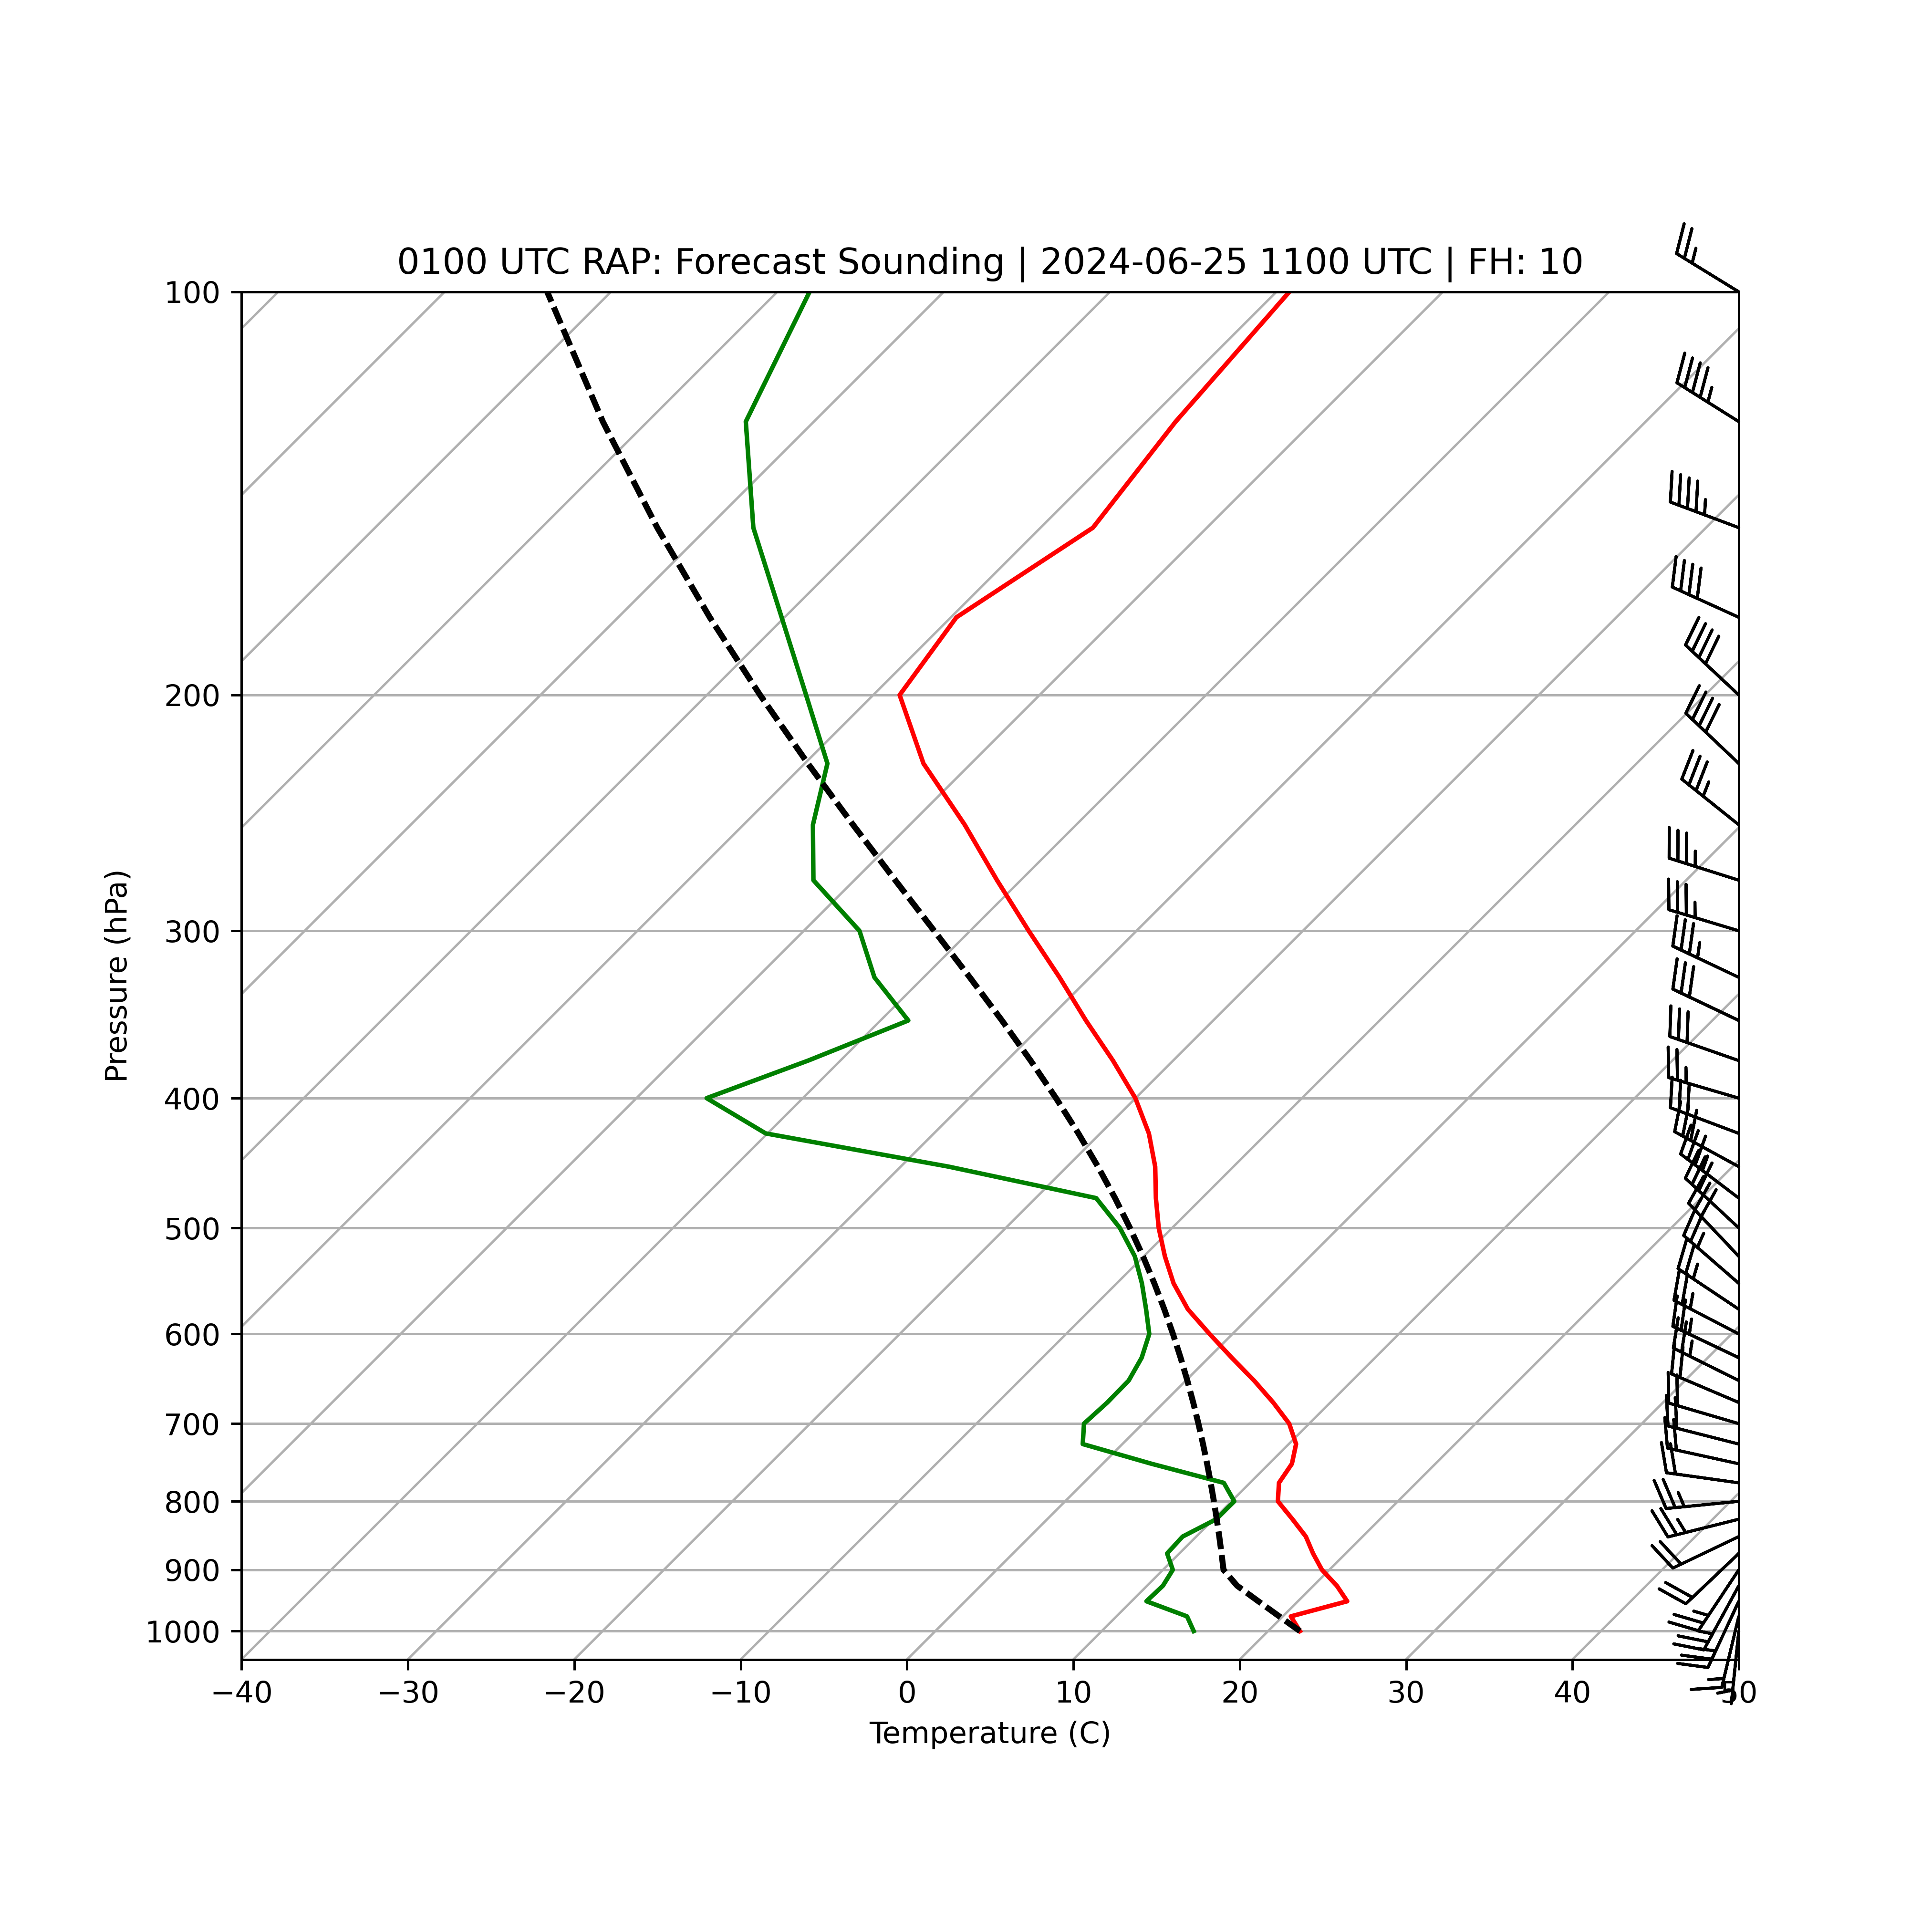 0100 UTC RAP: Forecast Sounding | 2024-06-25 1100 UTC | FH: 10
100
200
300
400
500
600
700
800
900
1000
Pressure (hPa)
−40 −30 −20 −10 0 10 20 30 40 50
Temperature (C)